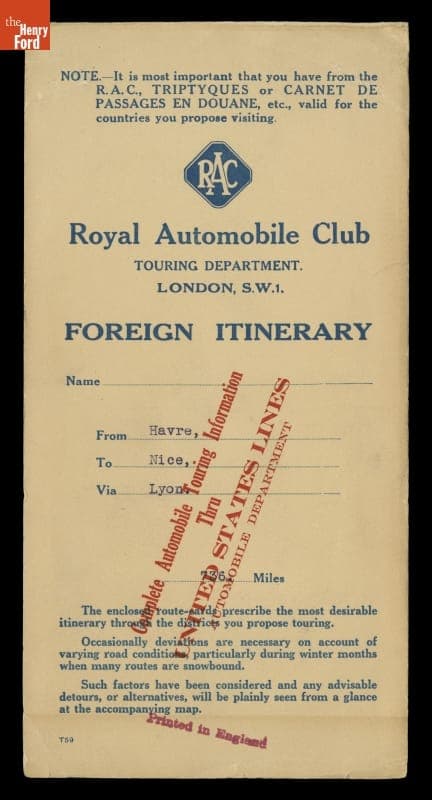 the
Henry
Ford
NOTE.—It is most important that you have from the
R.A.C., TRIPTYQUES or CARNET DE
PASSAGES EN DOUANE, etc., valid for the
countries you propose visiting.
RAC
Royal Automobile Club
TOURING DEPARTMENT.
LONDON, S.W.1.
FOREIGN ITINERARY
Name
From Havre,
To Nice,.
Via Lyon.
736. Miles
Complete Automobile Touring Information
Thru
UNITED STATES LINES
AUTOMOBILE DEPARTMENT
The enclosed route-cards prescribe the most desirable
itinerary through the districts you propose touring.
Occasionally deviations are necessary on account of
varying road conditions, particularly during winter months
when many routes are snowbound.
Such factors have been considered and any advisable
detours, or alternatives, will be plainly seen from a glance
at the accompanying map.
Printed in England
T59